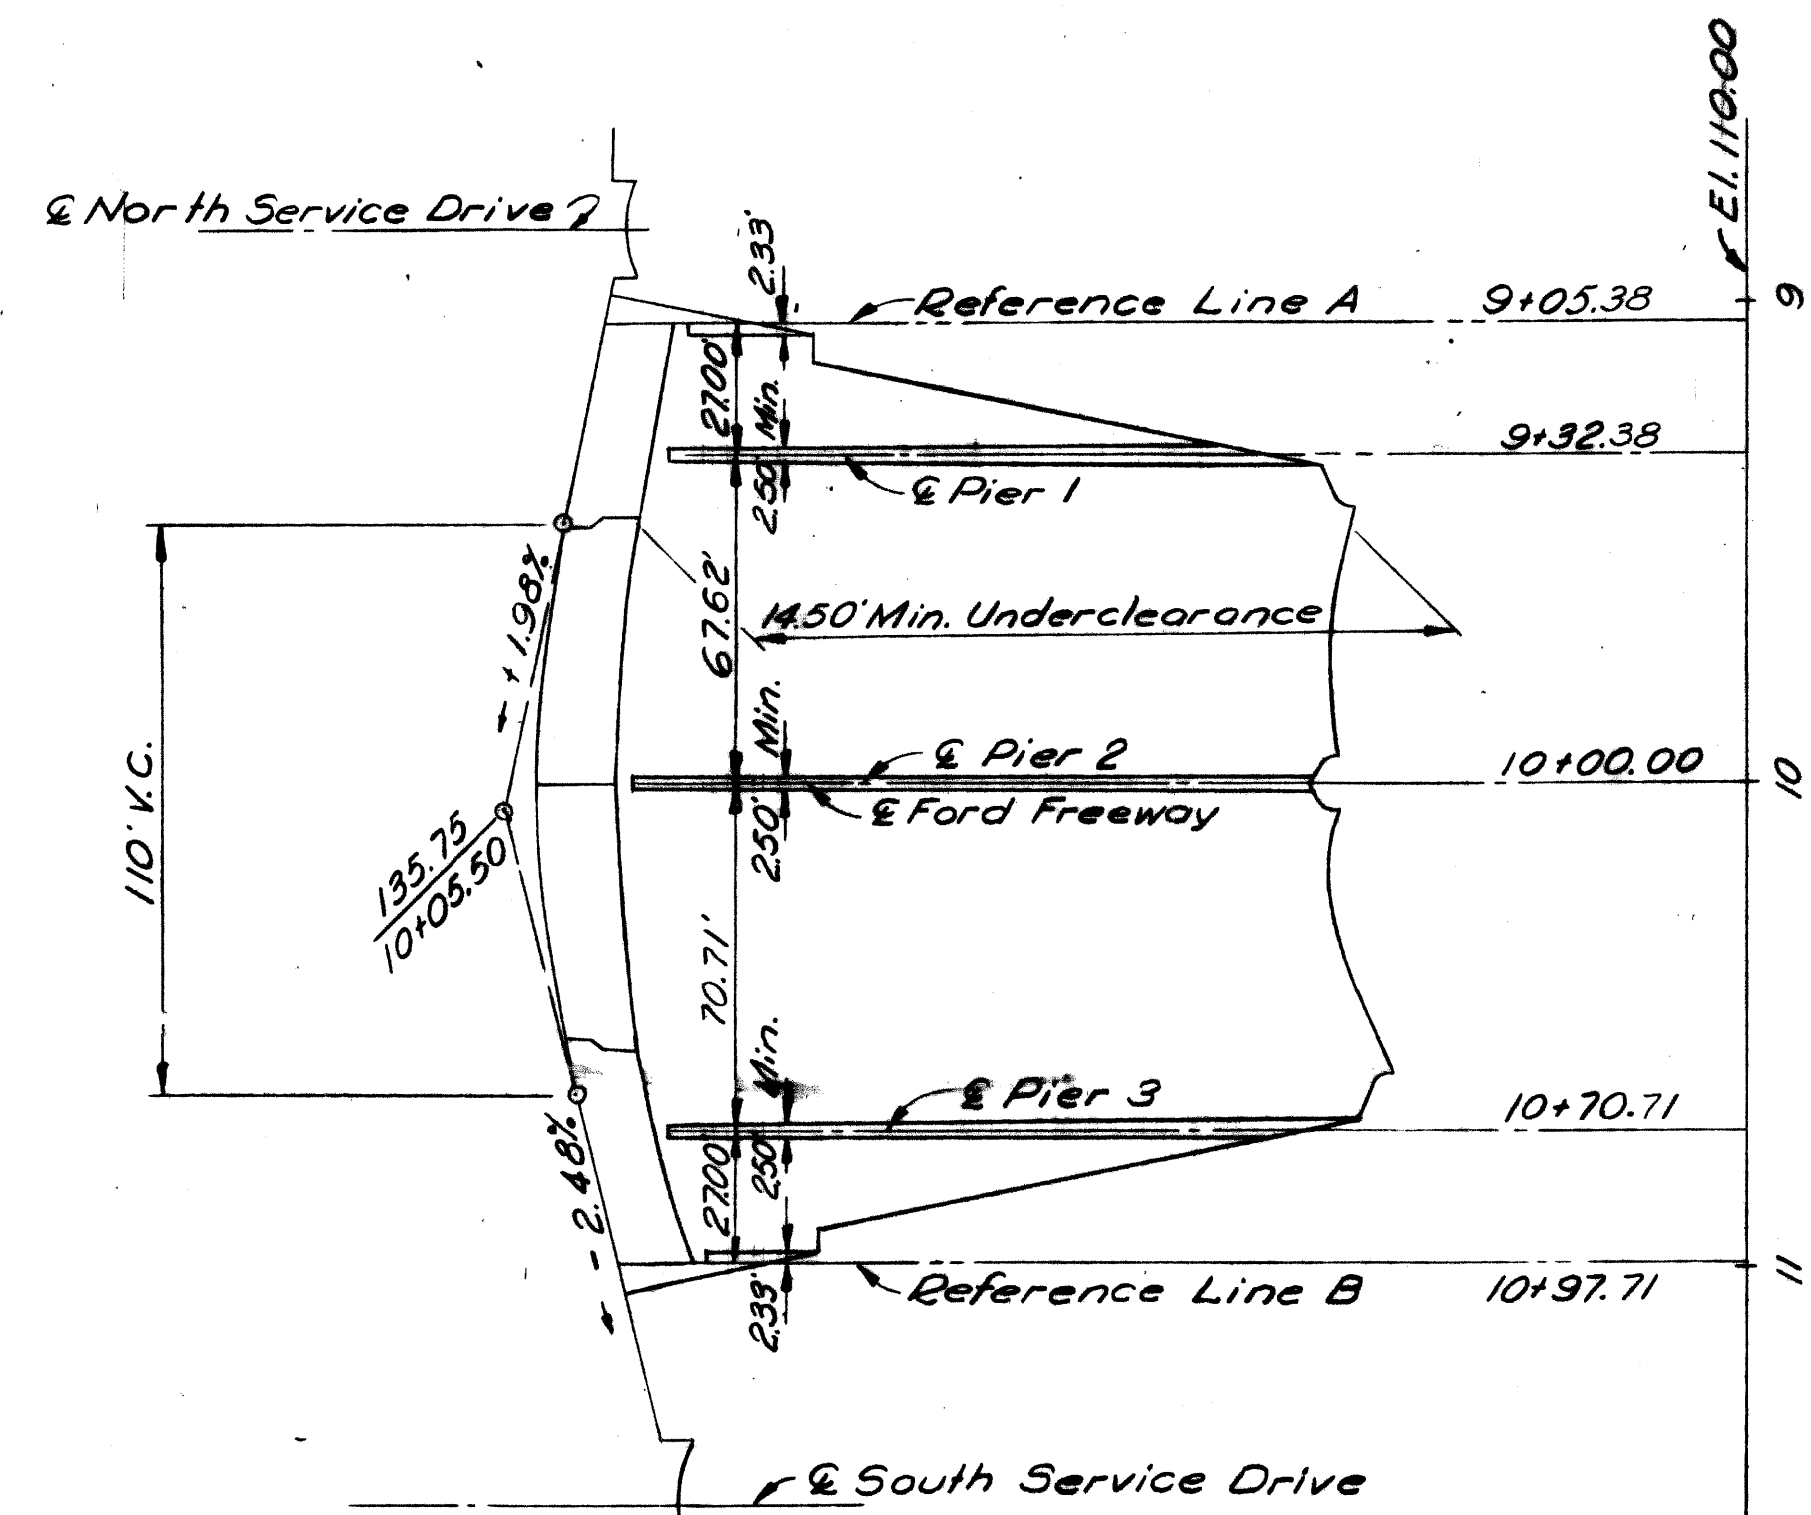 El. 110.00
℄ North Service Drive
2.33'
Reference Line A
9+05.38
9
27.00'
Min.
9+32.38
2.50'
℄ Pier 1
+ 1.98%
67.62'
14.50' Min. Underclearance
Min.
110' V.C.
℄ Pier 2
10+00.00
10
℄ Ford Freeway
2.50'
135.75
10+05.50
70.71'
Min.
℄ Pier 3
10+70.71
- 2.48%
27.00'
2.50'
2.33'
Reference Line B
10+97.71
11
℄ South Service Drive